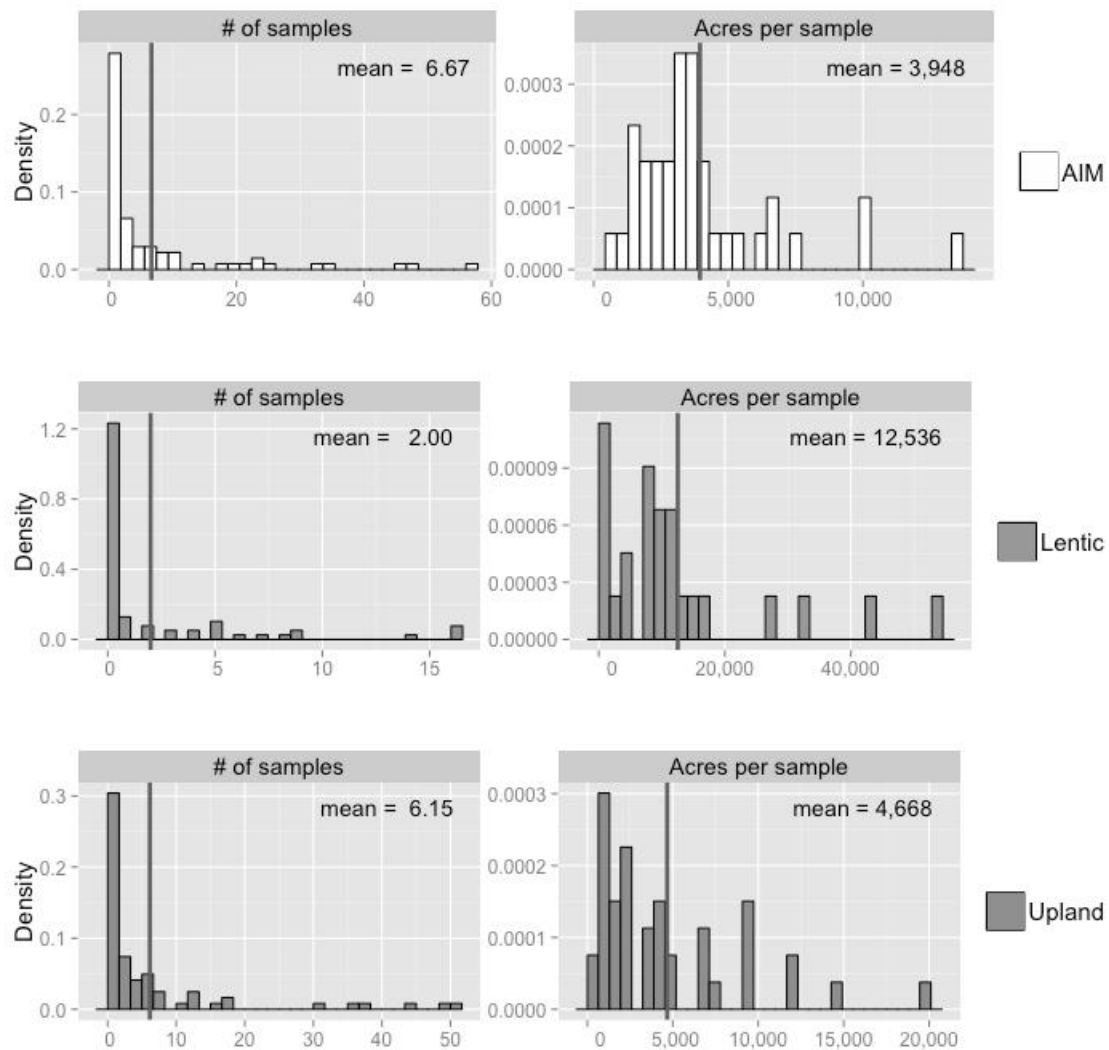 # of samples
Acres per sample
mean = 6.67
mean = 3,948
Density
0.2
0.1
0.0
0
20
40
60
0.0003
0.0002
0.0001
0.0000
0
5,000
10,000
AIM
# of samples
Acres per sample
mean = 2.00
mean = 12,536
Density
1.2
0.8
0.4
0.0
0
5
10
15
0.00009
0.00006
0.00003
0.00000
0
20,000
40,000
Lentic
# of samples
Acres per sample
mean = 6.15
mean = 4,668
Density
0.3
0.2
0.1
0.0
0
10
20
30
40
50
0.0003
0.0002
0.0001
0.0000
0
5,000
10,000
15,000
20,000
Upland